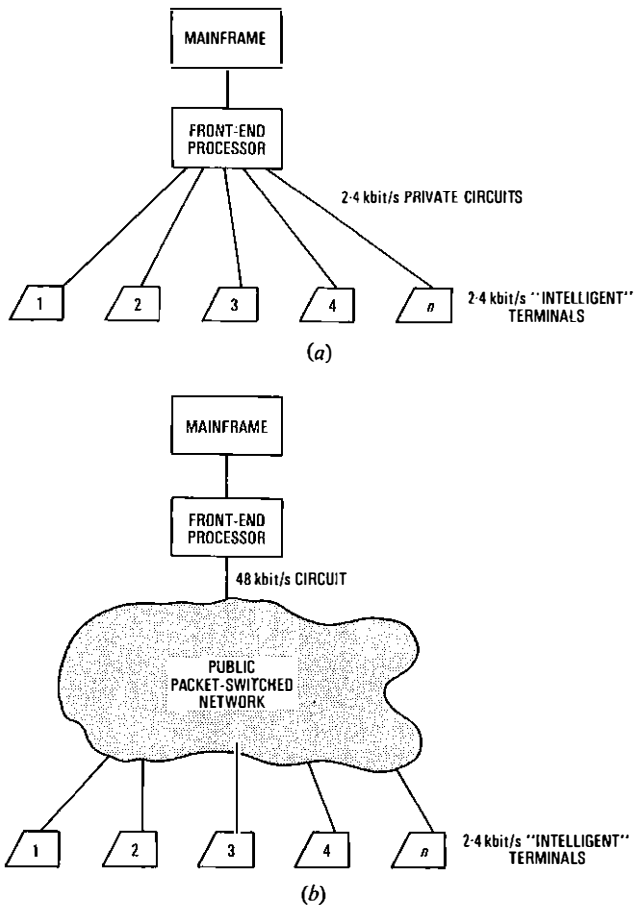 MAINFRAME
FRONT-END
PROCESSOR
2·4 kbit/s PRIVATE CIRCUITS
1
2
3
4
n
2·4 kbit/s "INTELLIGENT"
TERMINALS
(a)
MAINFRAME
FRONT-END
PROCESSOR
48 kbit/s CIRCUIT
PUBLIC
PACKET-SWITCHED
NETWORK
1
2
3
4
n
2·4 kbit/s "INTELLIGENT"
TERMINALS
(b)